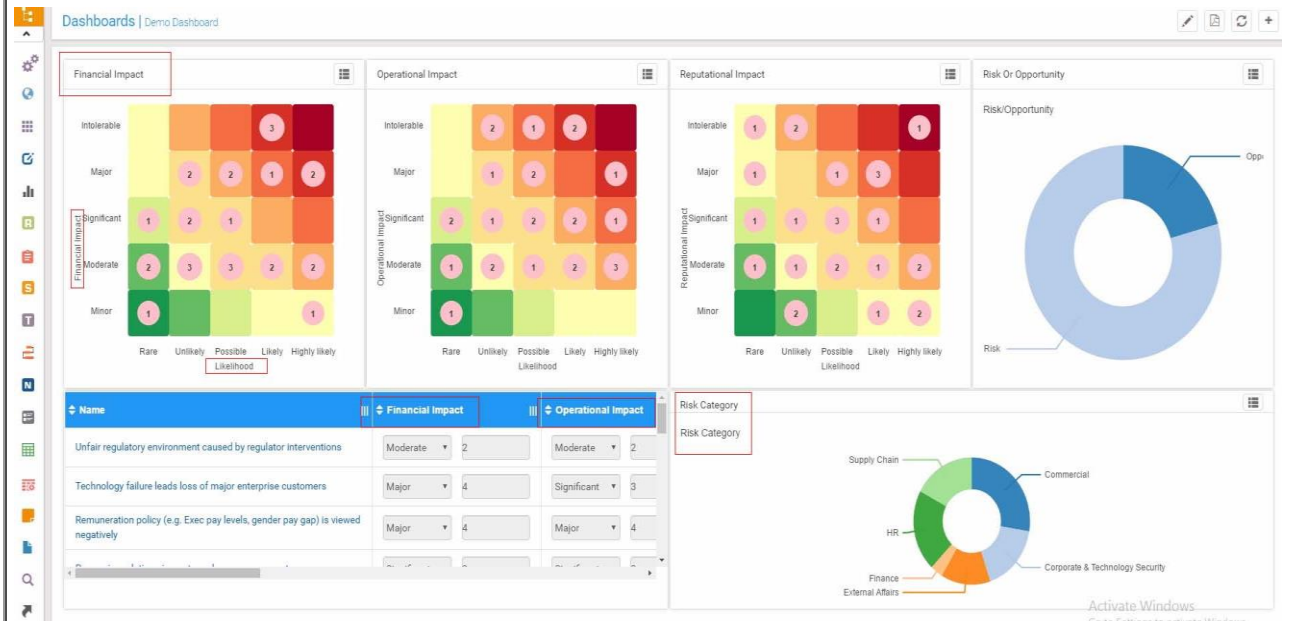 Dashboards | Demo Dashboard
Financial Impact
Intolerable
3
Major
2 2 1 2
Significant
1 2 1
Moderate
2 3 3 2 2
Minor
1 1
Financial Impact
Rare Unlikely Possible Likely Highly likely
Likelihood
Operational Impact
Intolerable
2 1 2
Major
1 2 1
Significant
2 1 2 2 1
Moderate
1 2 1 2 3
Minor
1
Operational Impact
Rare Unlikely Possible Likely Highly likely
Likelihood
Reputational Impact
Intolerable
1 2 1
Major
1 1 3
Significant
1 1 3 1
Moderate
1 1 2 1 2
Minor
2 1 2
Reputational Impact
Rare Unlikely Possible Likely Highly likely
Likelihood
Risk Or Opportunity
Risk/Opportunity
Risk
Name Financial Impact Operational Impact
Unfair regulatory environment caused by regulator interventions Moderate 2 Moderate 2
Technology failure leads loss of major enterprise customers Major 4 Significant 3
Remuneration policy (e.g. Exec pay levels, gender pay gap) is viewed
negatively Major 4 Major 4
Risk Category
Risk Category
Supply Chain
Commercial
HR
Corporate & Technology Security
Finance
External Affairs
Activate Windows